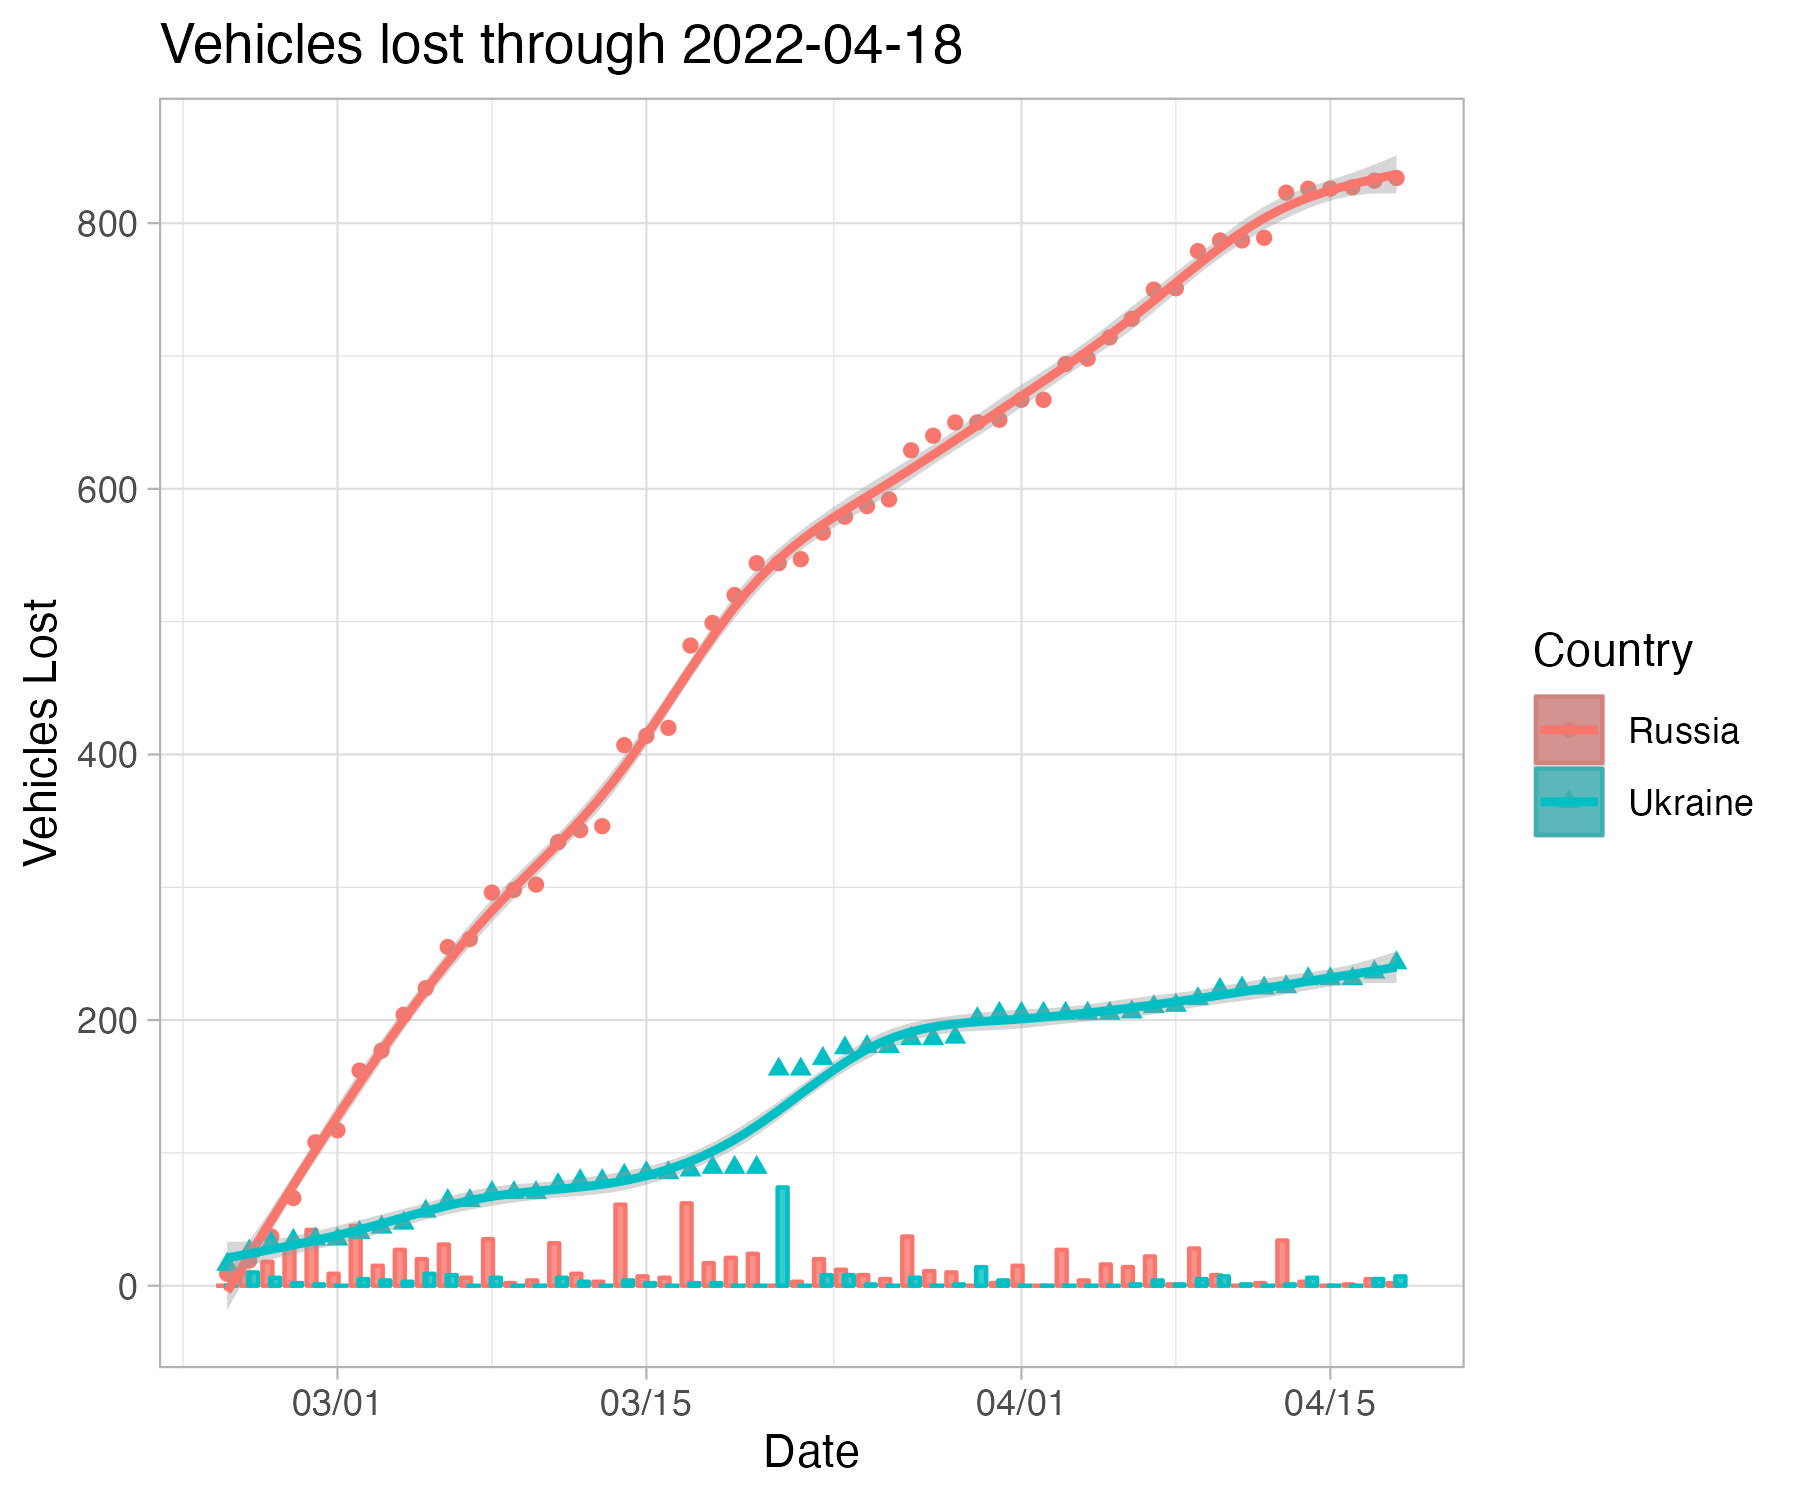 Vehicles lost through 2022-04-18
800
600
400
200
0
Vehicles Lost
03/01
03/15
04/01
04/15
Date
Country
Russia
Ukraine